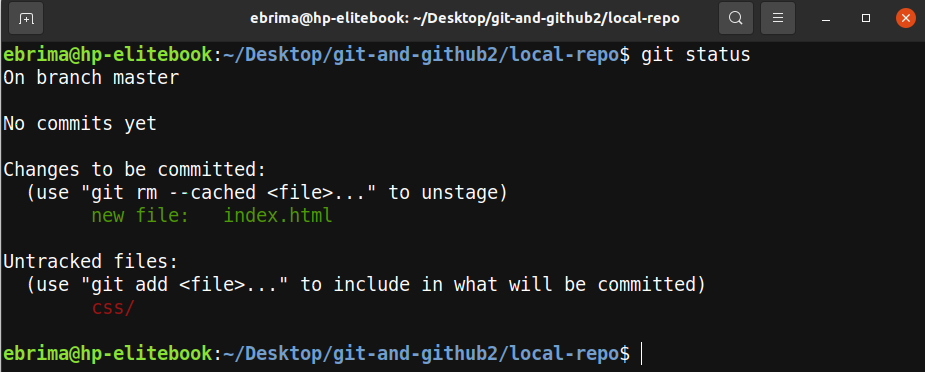 ebrima@hp-elitebook: ~/Desktop/git-and-github2/local-repo
ebrima@hp-elitebook:~/Desktop/git-and-github2/local-repo$ git status
On branch master

No commits yet

Changes to be committed:
  (use "git rm --cached <file>..." to unstage)
        new file:   index.html

Untracked files:
  (use "git add <file>..." to include in what will be committed)
        css/

ebrima@hp-elitebook:~/Desktop/git-and-github2/local-repo$